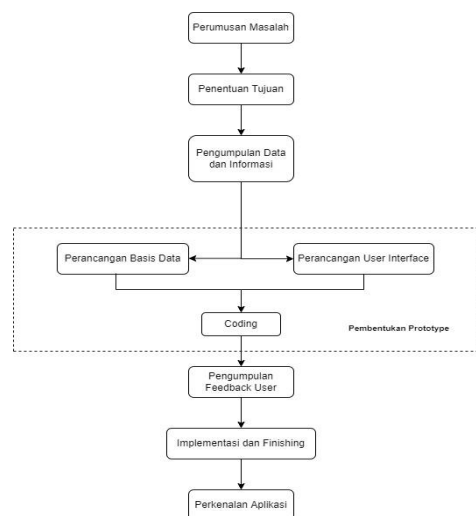 Perumusan Masalah
Penentuan Tujuan
Pengumpulan Data
dan Informasi
Perancangan Basis Data
Perancangan User Interface
Coding
Pembentukan Prototype
Pengumpulan
Feedback User
Implementasi dan Finishing
Perkenalan Aplikasi